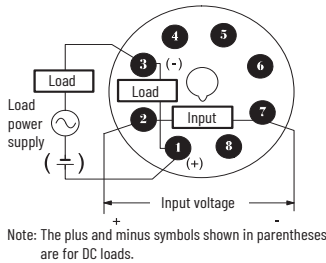 4
5
3
(-)
6
Load
Load
Load
power
supply
Input
2
7
1
8
(+)
(+)
Input voltage
+
-
Note: The plus and minus symbols shown in parentheses
are for DC loads.